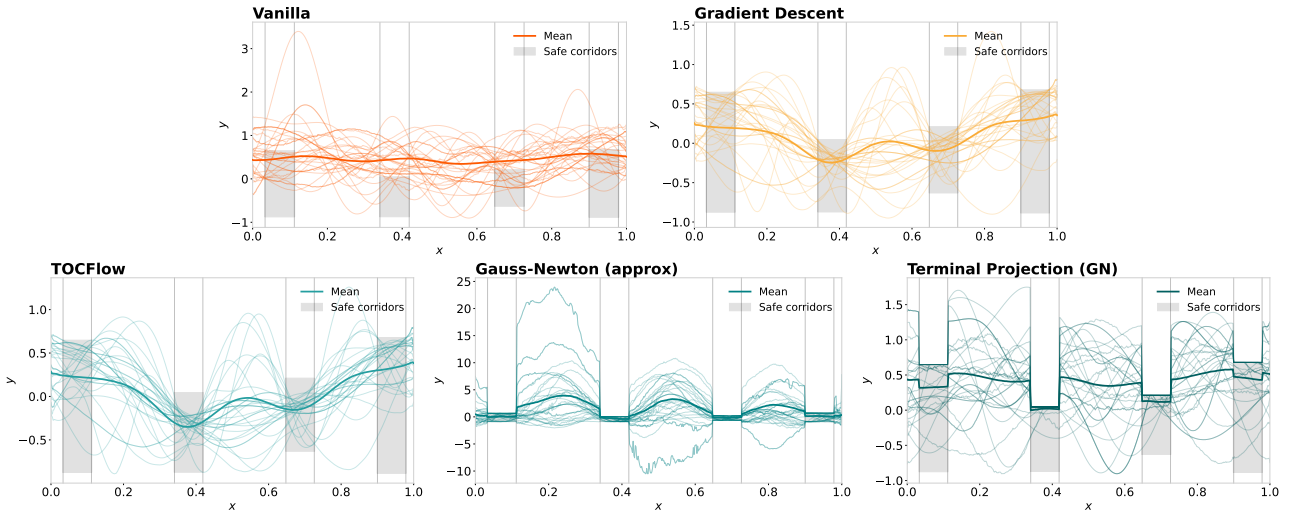 Vanilla
Mean
Safe corridors
y
3
2
1
0
−1
0.0 0.2 0.4 0.6 0.8 1.0
x
Gradient Descent
Mean
Safe corridors
y
1.5
1.0
0.5
0.0
−0.5
−1.0
0.0 0.2 0.4 0.6 0.8 1.0
x
TOCFlow
Mean
Safe corridors
y
1.0
0.5
0.0
−0.5
0.0 0.2 0.4 0.6 0.8 1.0
x
Gauss-Newton (approx)
Mean
Safe corridors
y
25
20
15
10
5
0
−5
−10
0.0 0.2 0.4 0.6 0.8 1.0
x
Terminal Projection (GN)
Mean
Safe corridors
y
1.5
1.0
0.5
0.0
−0.5
−1.0
0.0 0.2 0.4 0.6 0.8 1.0
x